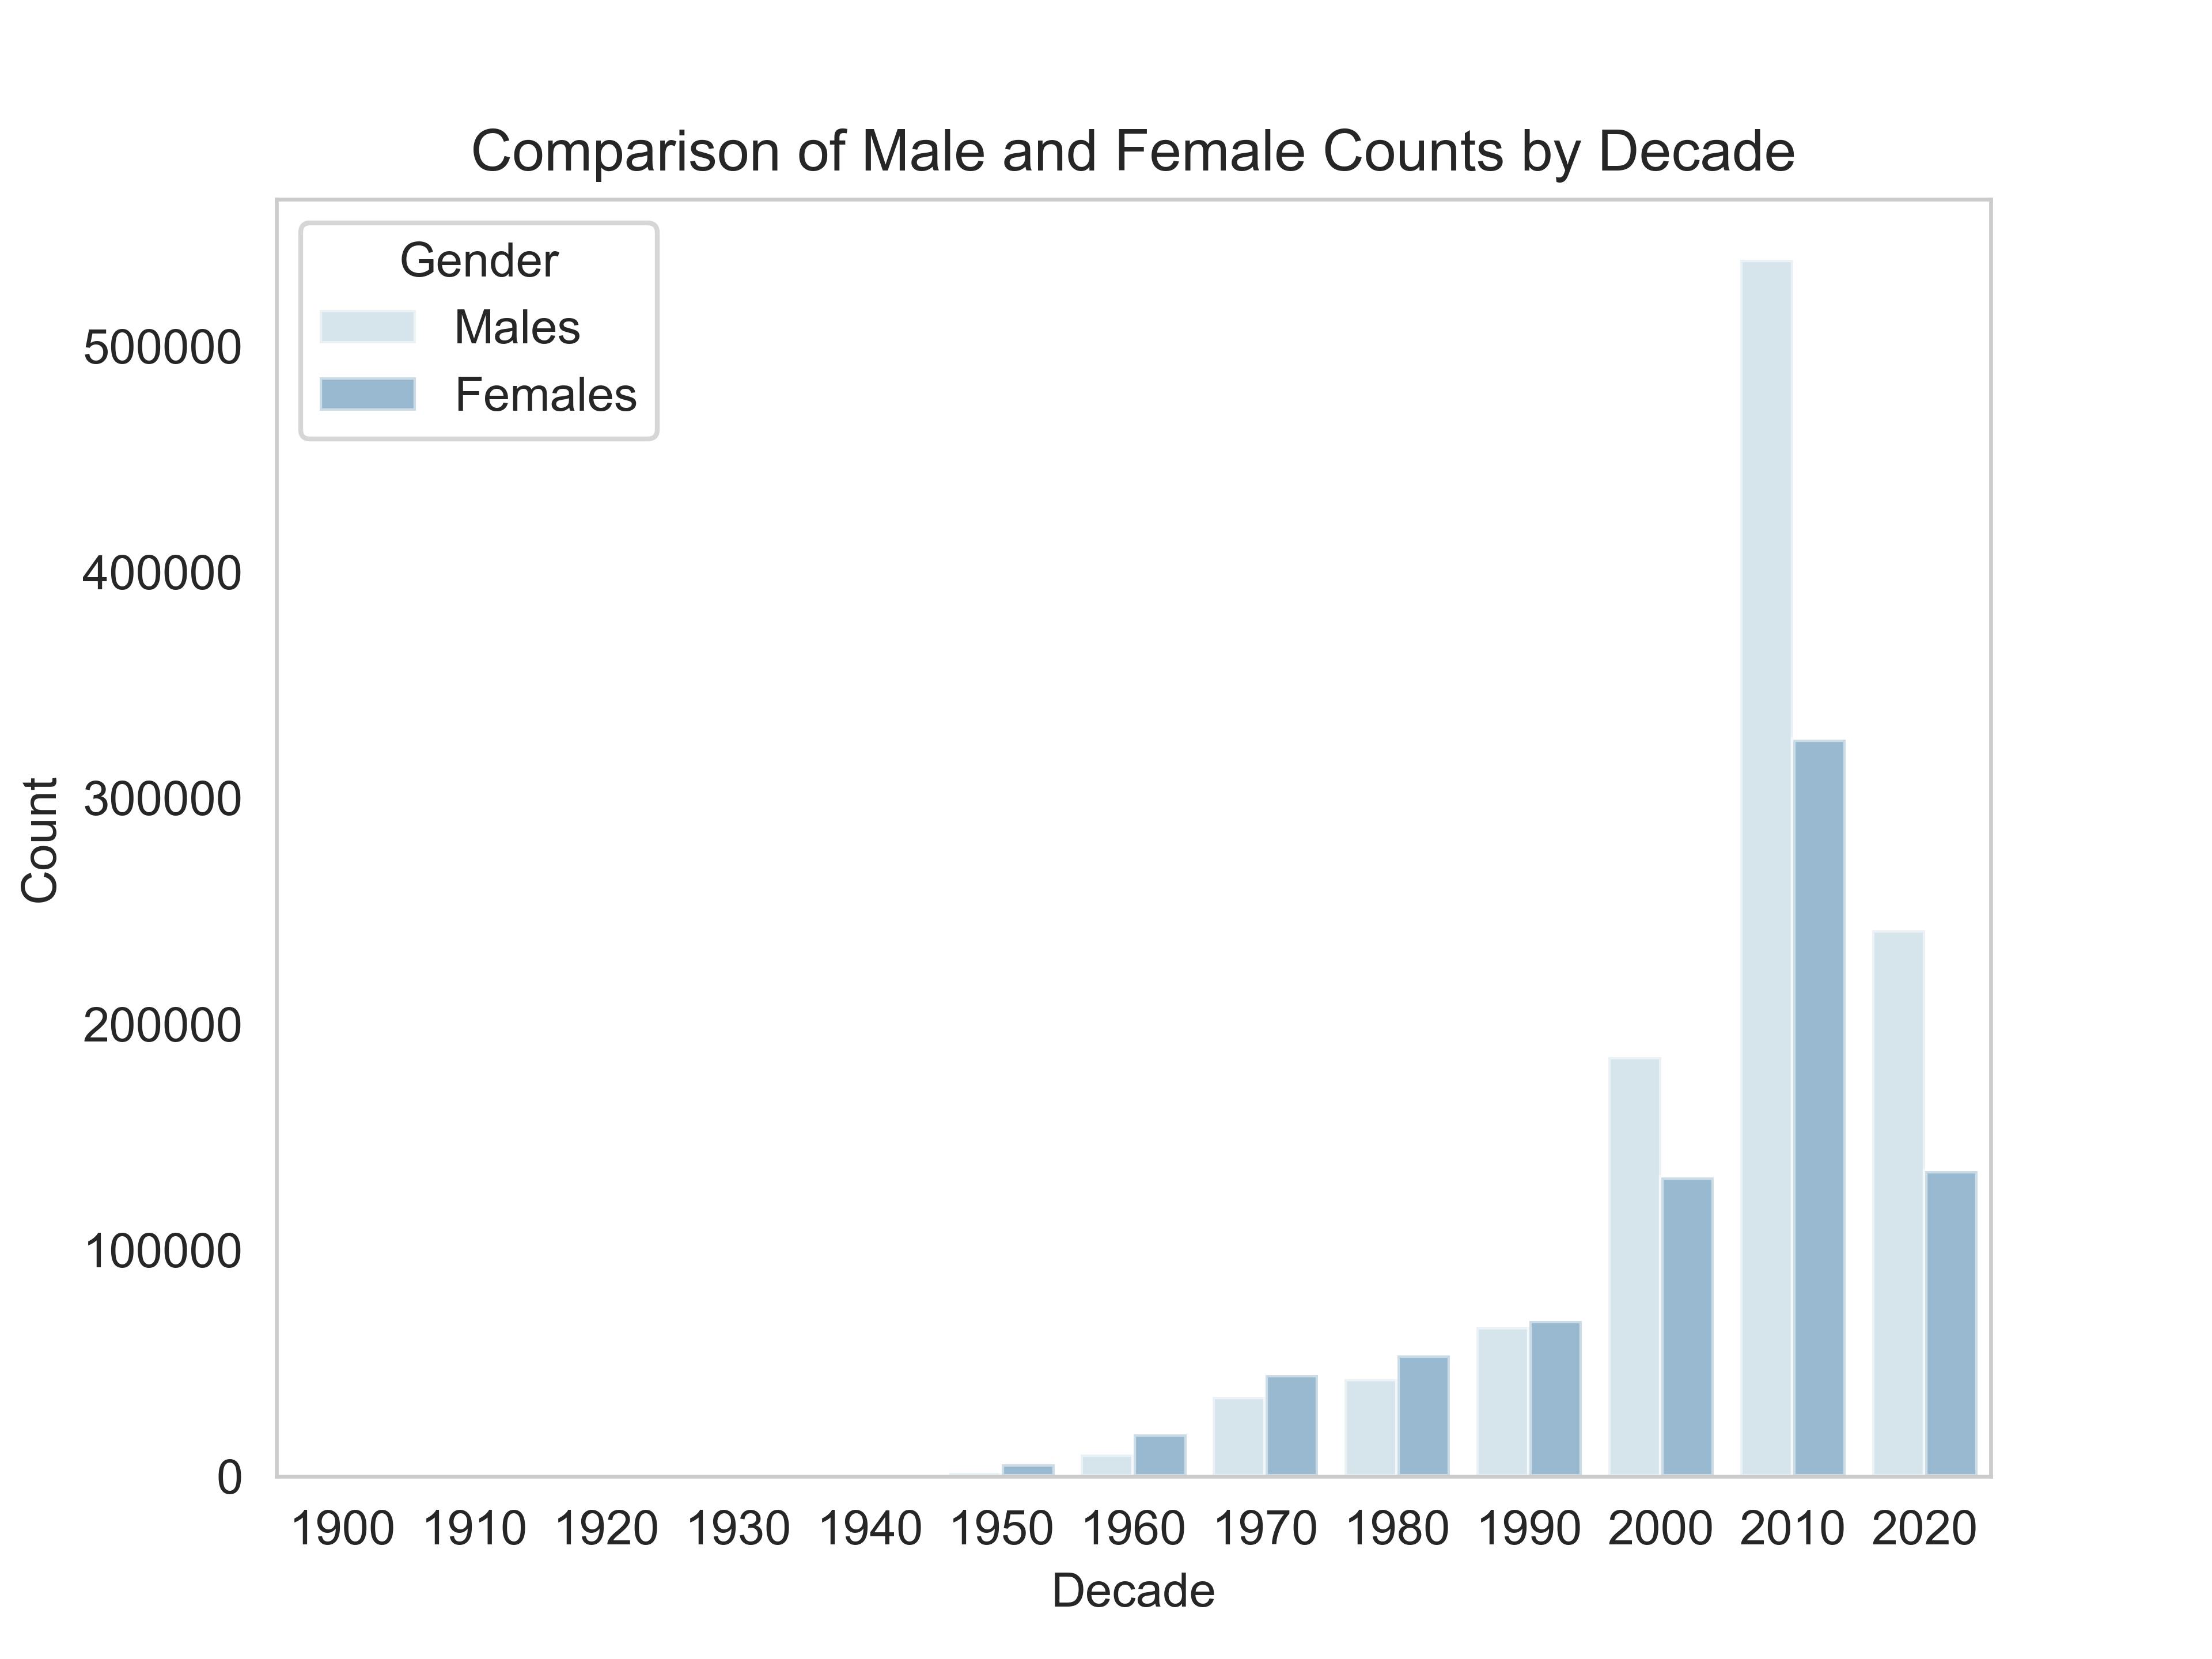 Comparison of Male and Female Counts by Decade
Gender
Males
Females
500000
400000
300000
200000
100000
0
Count
1900 1910 1920 1930 1940 1950 1960 1970 1980 1990 2000 2010 2020
Decade